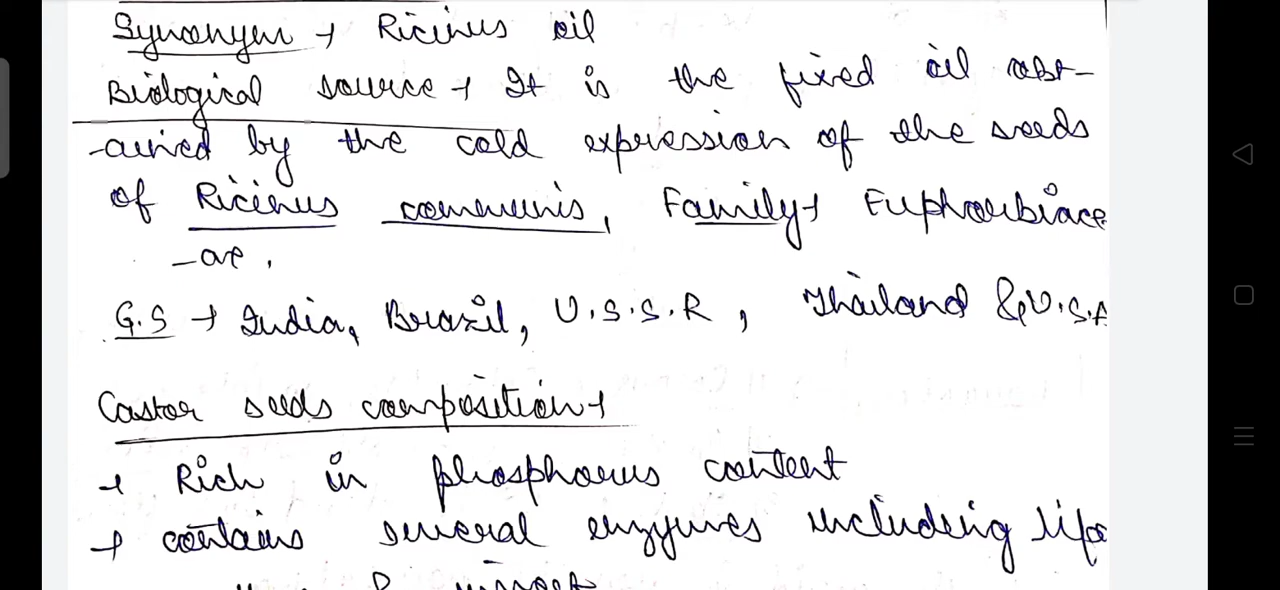 Synonym → Ricinus oil
Biological source → It is the fixed oil obt-
-ained by the cold expression of the seeds
of Ricinus communis, Family → Euphorbiace
-ae.
G.S → India, Brazil, U.S.S.R, Thailand & U.S.A
Castor seeds composition →
→ Rich in phosphorus content
→ contains several enzymes including lipa
&